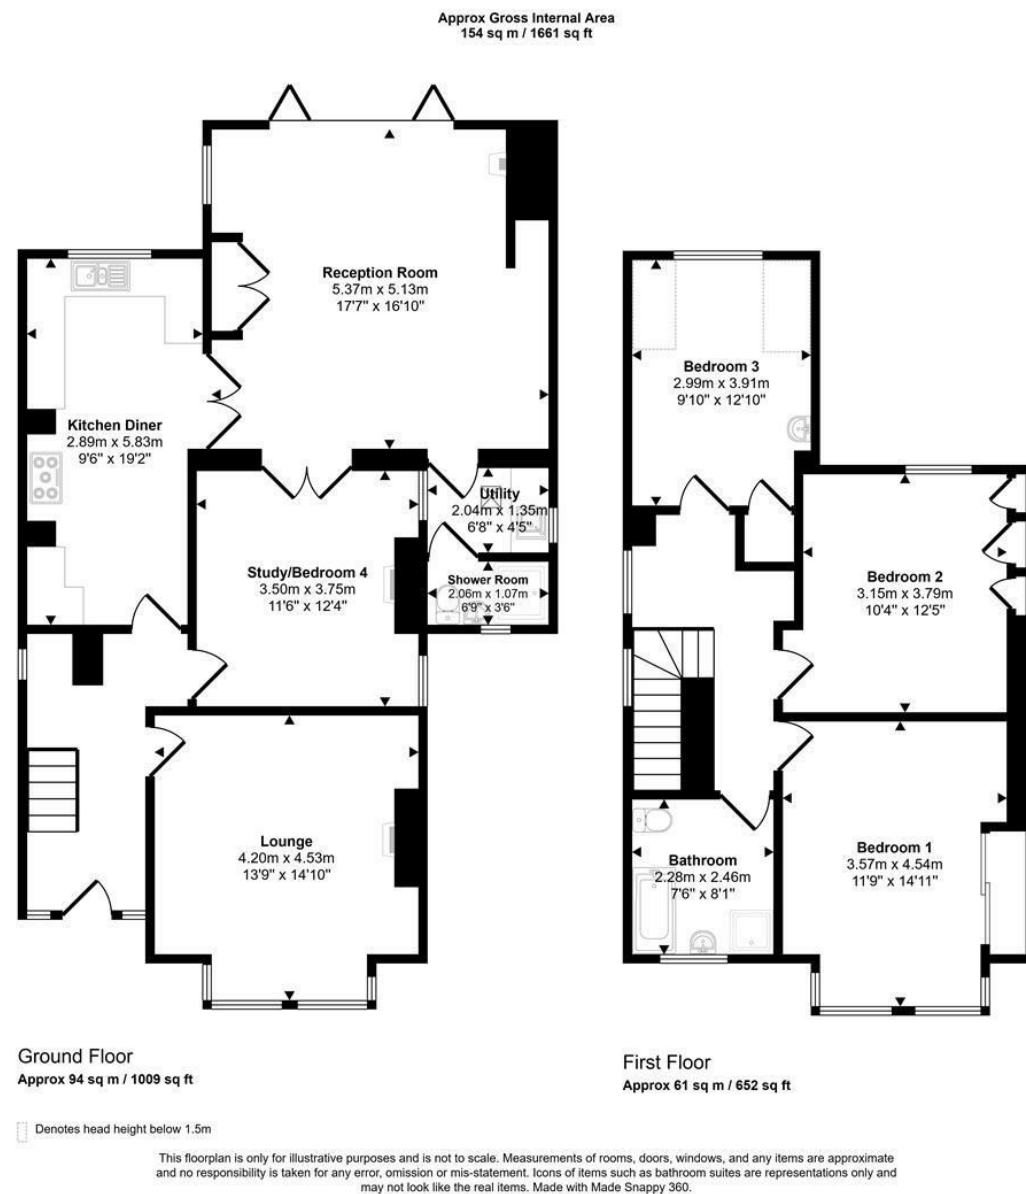 Approx Gross Internal Area
154 sq m / 1661 sq ft
Reception Room
5.37m x 5.13m
17'7" x 16'10"
Kitchen Diner
2.89m x 5.83m
9'6" x 19'2"
Utility
2.04m x 1.35m
6'8" x 4'5"
Study/Bedroom 4
3.50m x 3.75m
11'6" x 12'4"
Shower Room
2.06m x 1.07m
6'9" x 3'6"
Lounge
4.20m x 4.53m
13'9" x 14'10"
Ground Floor
Approx 94 sq m / 1009 sq ft
Bedroom 3
2.99m x 3.91m
9'10" x 12'10"
Bedroom 2
3.15m x 3.79m
10'4" x 12'5"
Bedroom 1
3.57m x 4.54m
11'9" x 14'11"
Bathroom
2.28m x 2.46m
7'6" x 8'1"
First Floor
Approx 61 sq m / 652 sq ft
Denotes head height below 1.5m
This floorplan is only for illustrative purposes and is not to scale. Measurements of rooms, doors, windows, and any items are approximate
and no responsibility is taken for any error, omission or mis-statement. Icons of items such as bathroom suites are representations only and
may not look like the real items. Made with Made Snappy 360.